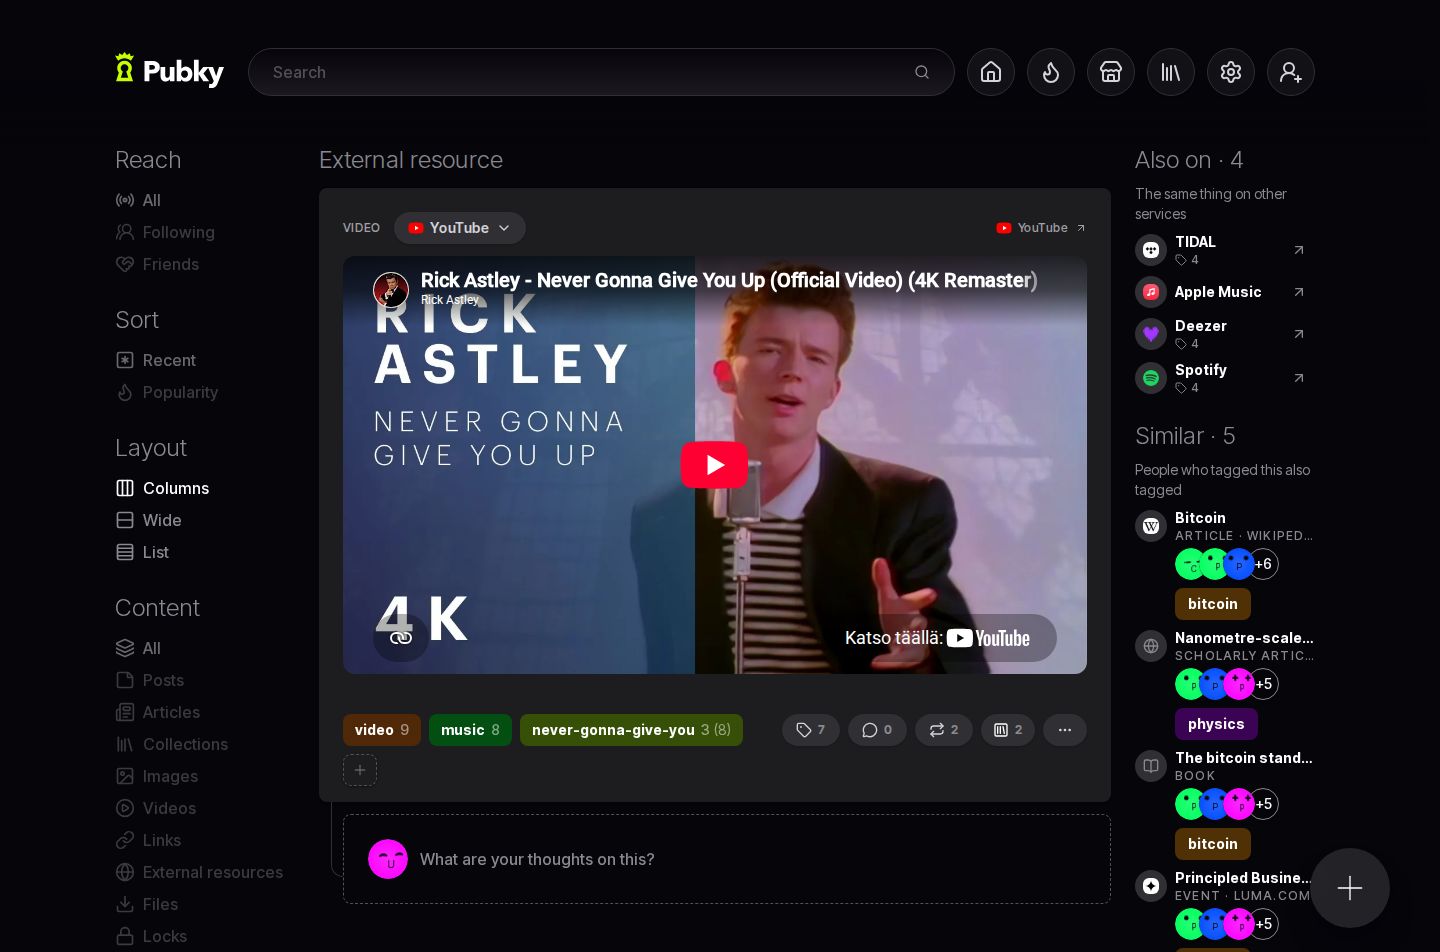 Pubky
Search
Reach
All
Following
Friends
Sort
Recent
Popularity
Layout
Columns
Wide
List
Content
All
Posts
Articles
Collections
Images
Videos
Links
External resources
Files
Locks
External resource
VIDEO
YouTube
YouTube
Rick Astley - Never Gonna Give You Up (Official Video) (4K Remaster)
Rick Astley
RICK
ASTLEY
NEVER GONNA
GIVE YOU UP
4K
Katso täällä: YouTube
video 9
music 8
never-gonna-give-you 3 (8)
7
0
2
2
What are your thoughts on this?
Also on · 4
The same thing on other
services
TIDAL
4
Apple Music
Deezer
4
Spotify
4
Similar · 5
People who tagged this also
tagged
Bitcoin
ARTICLE · WIKIPED...
+6
bitcoin
Nanometre-scale...
SCHOLARLY ARTIC...
+5
physics
The bitcoin stand...
BOOK
+5
bitcoin
Principled Busine...
EVENT · LUMA.COM
+5